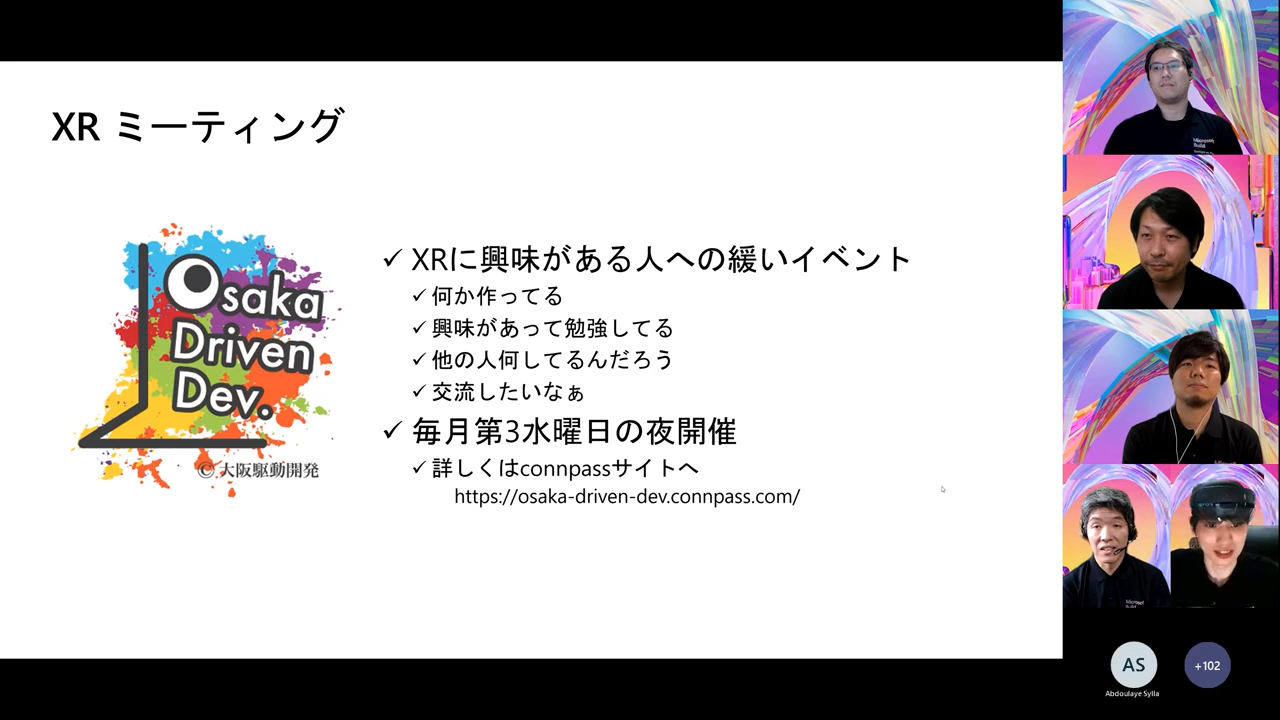 XR ミーティング
Osaka
Driven
Dev.
© 大阪駆動開発
✓ XRに興味がある人への緩いイベント
✓ 何か作ってる
✓ 興味があって勉強してる
✓ 他の人何してるんだろう
✓ 交流したいなぁ
✓ 毎月第3水曜日の夜開催
✓ 詳しくはconnpassサイトへ
https://osaka-driven-dev.connpass.com/
Microsoft
Build
Microsoft
Build
AS
Abdoulaye Sylla
+102